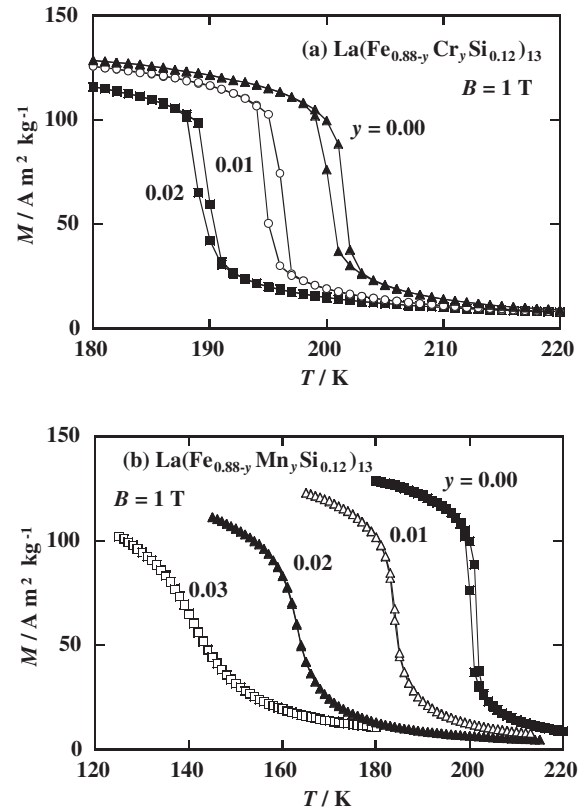 150
(a) La(Fe0.88-yCrySi0.12)13
B = 1 T
100
y = 0.00
0.01
0.02
50
M / A m2 kg-1
0
180 190 200 210 220
T / K
150
(b) La(Fe0.88-yMnySi0.12)13
y = 0.00
B = 1 T
0.01
100
0.02
0.03
50
M / A m2 kg-1
0
120 140 160 180 200 220
T / K